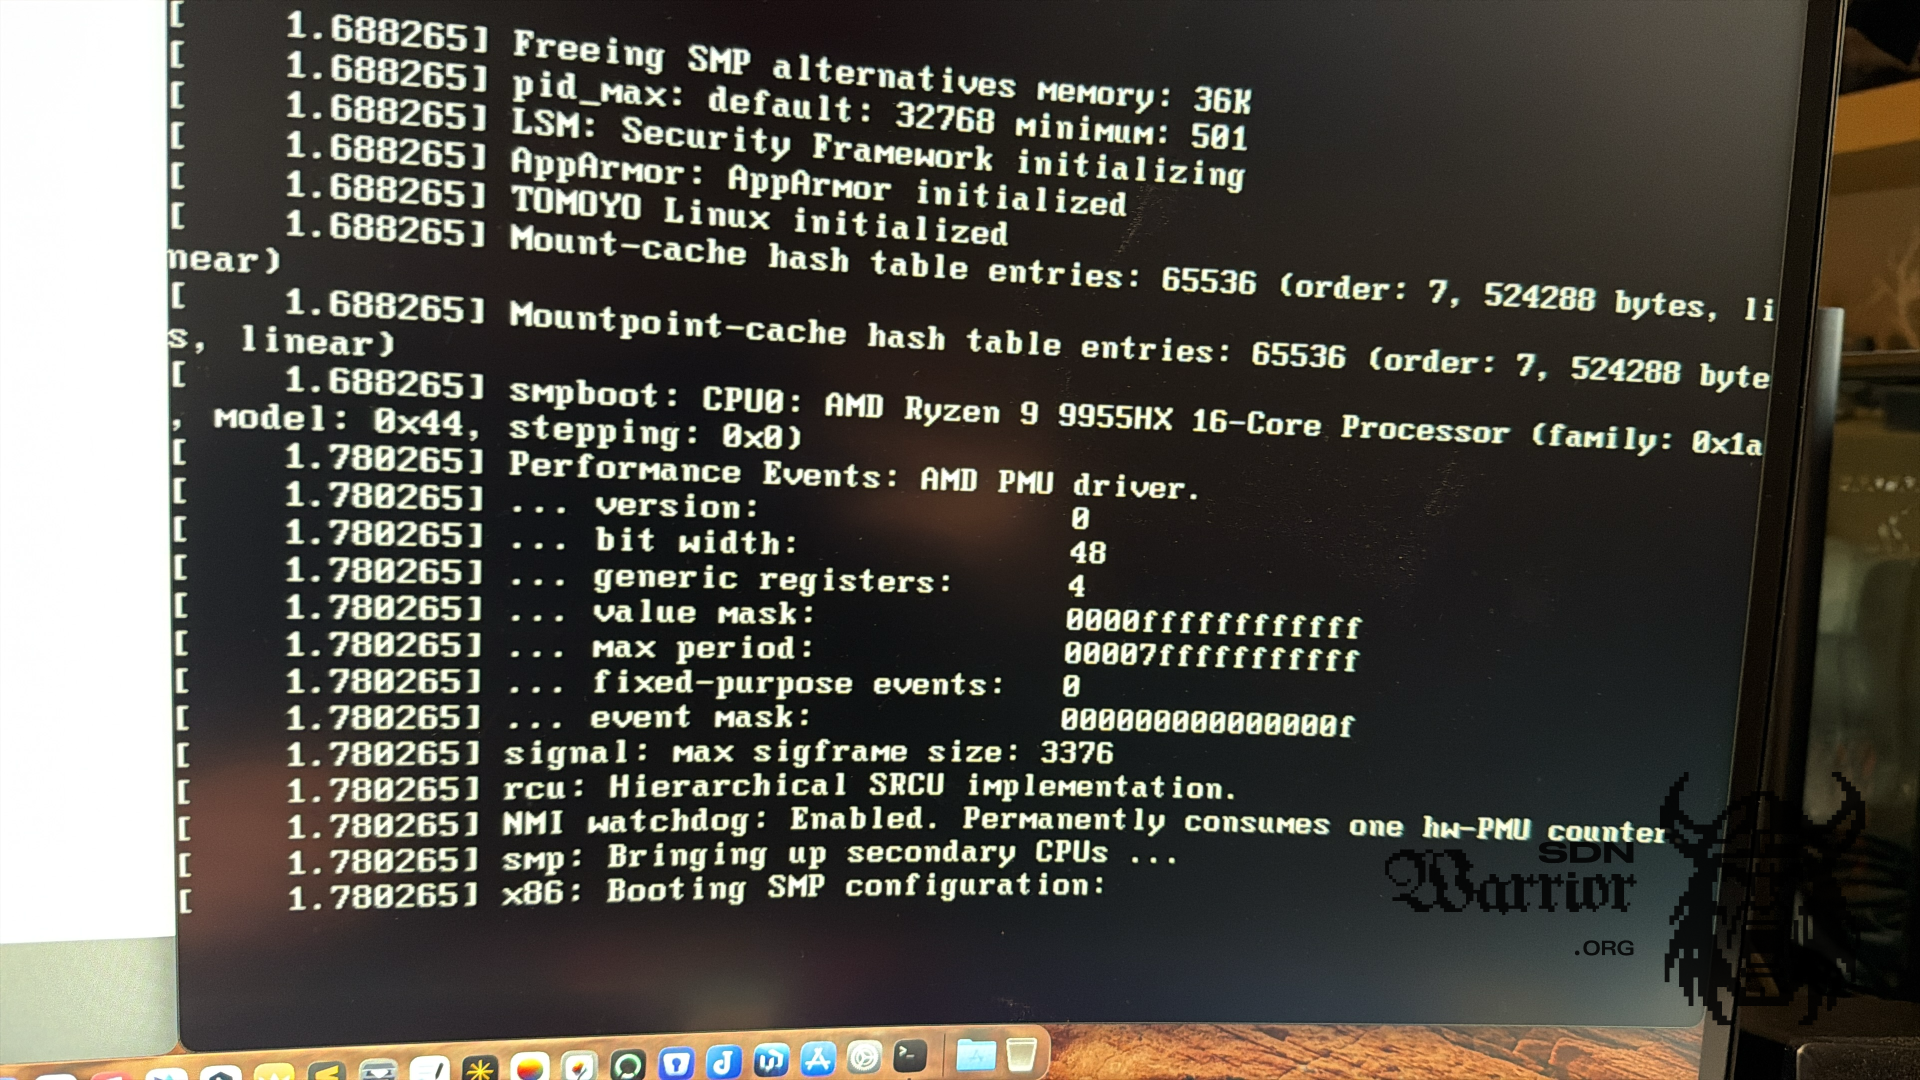 [    1.688265] Freeing SMP alternatives memory: 36K
[    1.688265] pid_max: default: 32768 minimum: 501
[    1.688265] LSM: Security Framework initializing
[    1.688265] AppArmor: AppArmor initialized
[    1.688265] TOMOYO Linux initialized
[    1.688265] Mount-cache hash table entries: 65536 (order: 7, 524288 bytes, li
near)
[    1.688265] Mountpoint-cache hash table entries: 65536 (order: 7, 524288 byte
s, linear)
[    1.688265] smpboot: CPU0: AMD Ryzen 9 9955HX 16-Core Processor (family: 0x1a
, model: 0x44, stepping: 0x0)
[    1.780265] Performance Events: AMD PMU driver.
[    1.780265] ... version:                0
[    1.780265] ... bit width:              48
[    1.780265] ... generic registers:      4
[    1.780265] ... value mask:             0000ffffffffffff
[    1.780265] ... max period:             00007fffffffffff
[    1.780265] ... fixed-purpose events:   0
[    1.780265] ... event mask:             000000000000000f
[    1.780265] signal: max sigframe size: 3376
[    1.780265] rcu: Hierarchical SRCU implementation.
[    1.780265] NMI watchdog: Enabled. Permanently consumes one hw-PMU counter
[    1.780265] smp: Bringing up secondary CPUs ...
[    1.780265] x86: Booting SMP configuration:
SDN
Warrior
.ORG